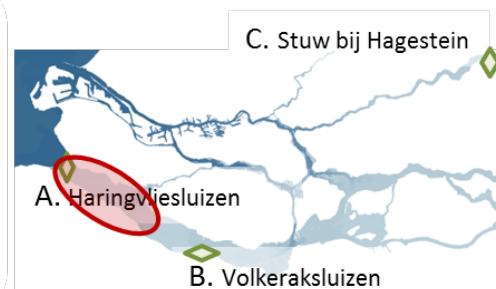 C. Stuw bij Hagestein
A. Haringvliesluizen
B. Volkeraksluizen